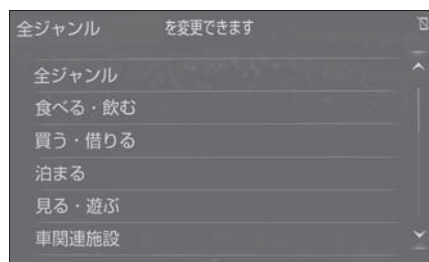 全ジャンル　を変更できます
全ジャンル
食べる・飲む
買う・借りる
泊まる
見る・遊ぶ
車関連施設